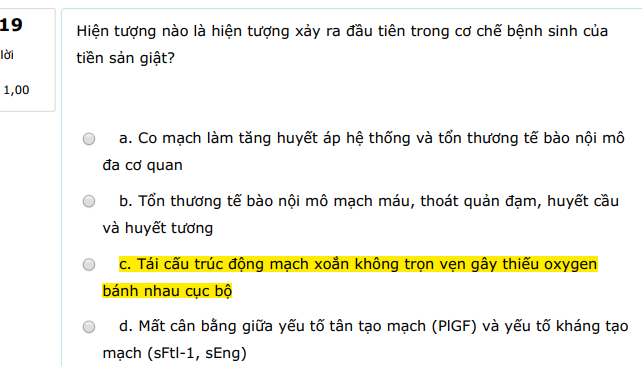 19
lời
1,00
Hiện tượng nào là hiện tượng xảy ra đầu tiên trong cơ chế bệnh sinh của
tiền sản giật?
a. Co mạch làm tăng huyết áp hệ thống và tổn thương tế bào nội mô
đa cơ quan
b. Tổn thương tế bào nội mô mạch máu, thoát quản đạm, huyết cầu
và huyết tương
c. Tái cấu trúc động mạch xoắn không trọn vẹn gây thiếu oxygen
bánh nhau cục bộ
d. Mất cân bằng giữa yếu tố tân tạo mạch (PlGF) và yếu tố kháng tạo
mạch (sFtl-1, sEng)